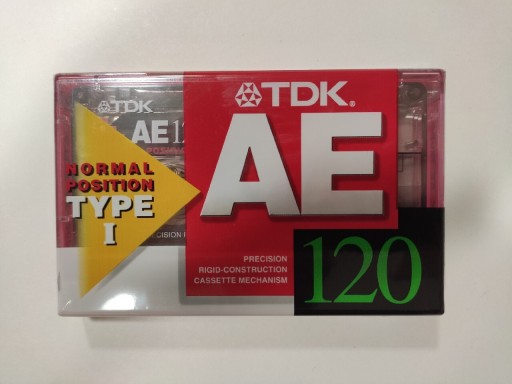 TDK
AE
120
PRECISION
RIGID-CONSTRUCTION
CASSETTE MECHANISM
NORMAL
POSITION
TYPE
I
TDK
AE